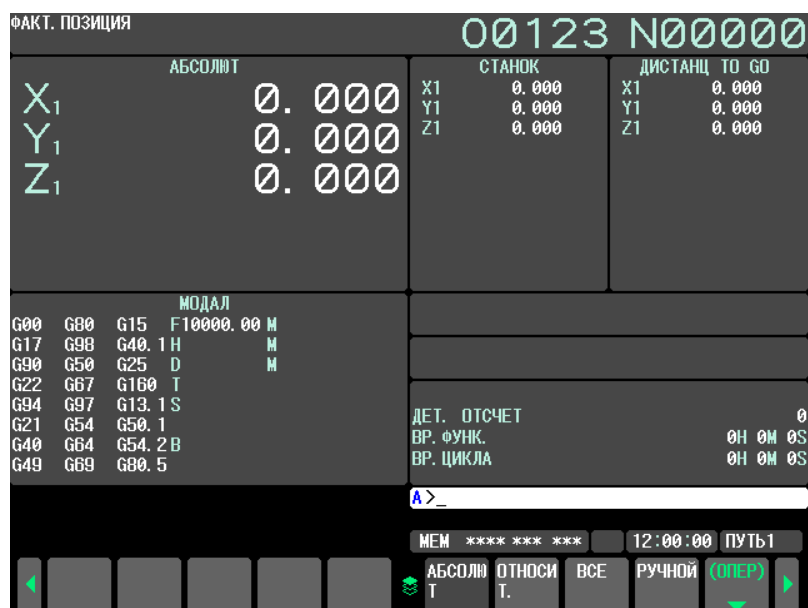 ФАКТ. ПОЗИЦИЯ
O0123 N00000
АБСОЛЮТ
X1 0.000
Y1 0.000
Z1 0.000
СТАНОК
X1 0.000
Y1 0.000
Z1 0.000
ДИСТАНЦ TO GO
X1 0.000
Y1 0.000
Z1 0.000
МОДАЛ
G00 G80 G15 F10000.00 M
G17 G98 G40.1 H M
G90 G50 G25 D M
G22 G67 G160 T
G94 G97 G13.1 S
G21 G54 G50.1
G40 G64 G54.2 B
G49 G69 G80.5
ДЕТ. ОТСЧЕТ 0
ВР. ФУНК. 0H 0M 0S
ВР. ЦИКЛА 0H 0M 0S
A >_
MEM **** *** *** 12:00:00 ПУТЬ1
АБСОЛЮ
Т
ОТНОСИ
Т.
ВСЕ
РУЧНОЙ
(ОПЕР)